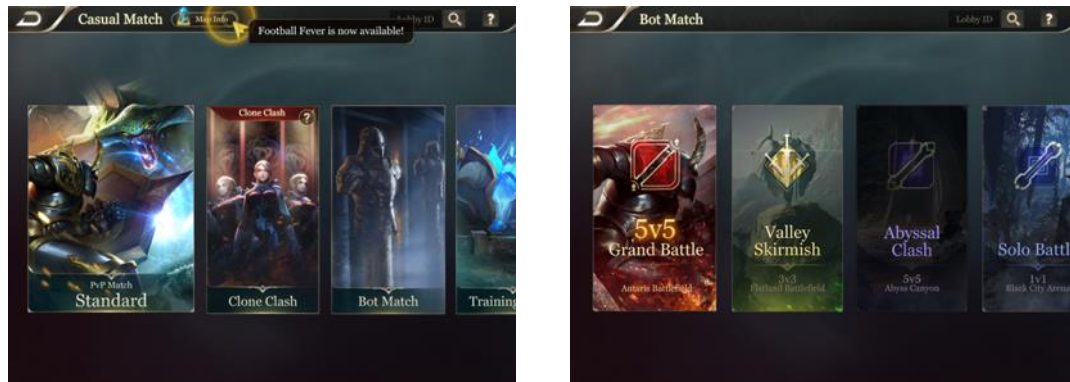 Casual Match
Map Info
Lobby ID
?
Football Fever is now available!
Clone Clash
?
PvP Match
Standard
Clone Clash
Bot Match
Training
Bot Match
Lobby ID
?
5v5
Grand Battle
Antaris Battlefield
Valley
Skirmish
3v3
Flatland Battlefield
Abyssal
Clash
5v5
Abyss Canyon
Solo Battl
1v1
Black City Arena